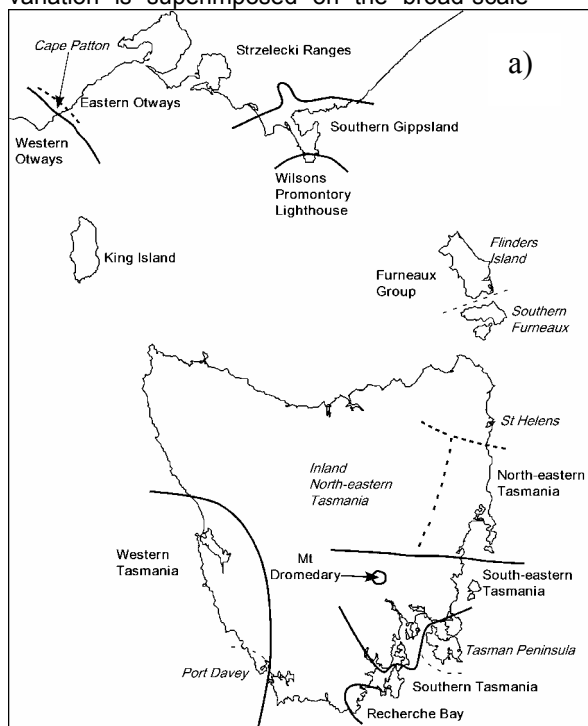 variation is superimposed on the broad-scale
Cape Patton
Strzelecki Ranges
a)
Eastern Otways
Southern Gippsland
Western
Otways
Wilsons
Promontory
Lighthouse
King Island
Flinders
Island
Furneaux
Group
Southern
Furneaux
St Helens
Inland
North-eastern
Tasmania
North-eastern
Tasmania
Western
Tasmania
Mt
Dromedary
South-eastern
Tasmania
Tasman Peninsula
Port Davey
Southern Tasmania
Recherche Bay